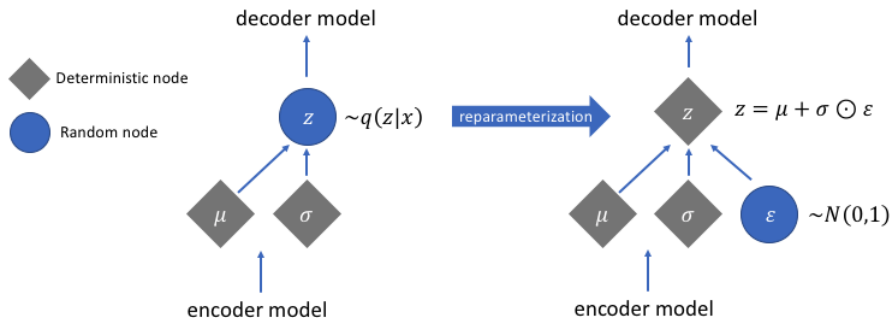 decoder model
decoder model
Deterministic node
Random node
z
~q(z|x)
reparameterization
z
z = μ + σ ⊙ ε
μ
σ
μ
σ
ε
~N(0,1)
encoder model
encoder model